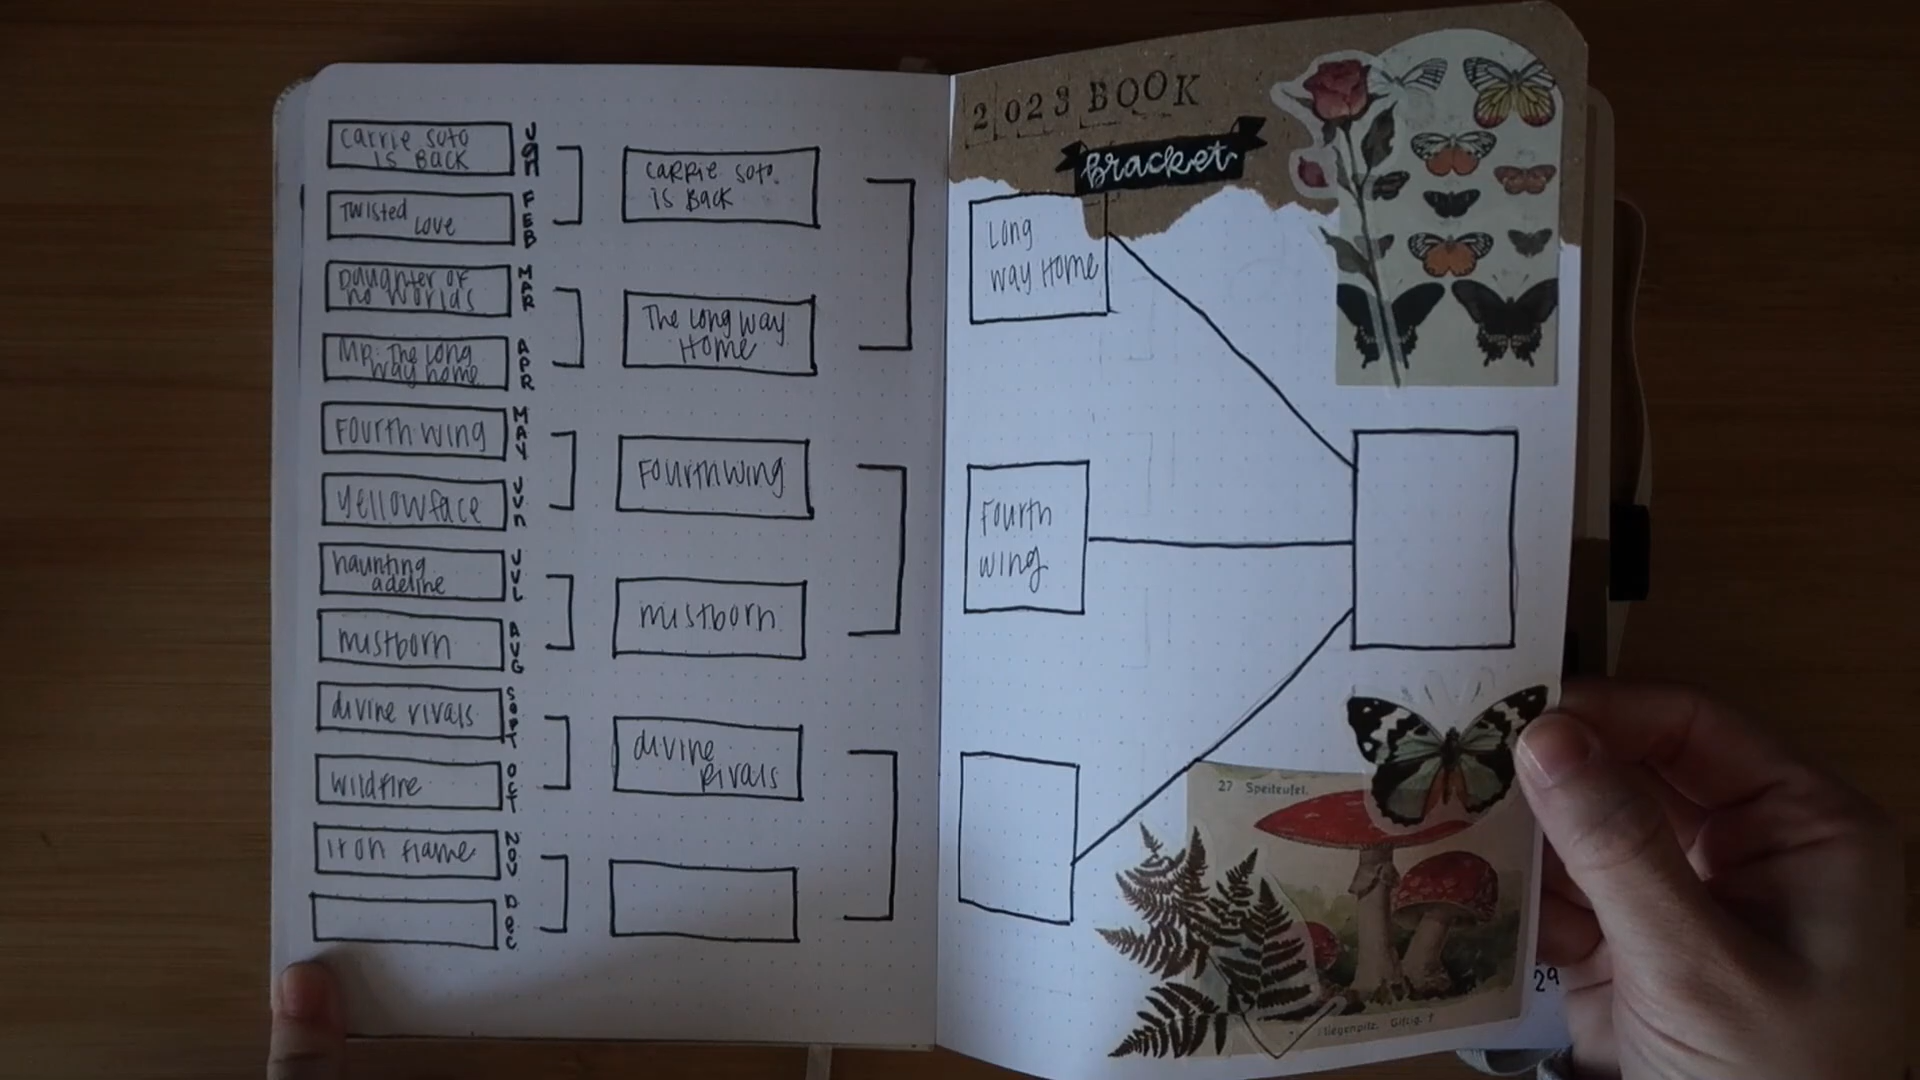 Carrie Soto
IS BACK
JAN
Twisted
Love
FEB
Daughter of
no worlds
MAR
MR. The Long
way home
APR
Fourth wing
MAY
Yellowface
JUN
haunting
adeline
JUL
mistborn
AUG
divine rivals
SEPT
wildfire
OCT
iron flame
NOV
Dec
Carrie Soto.
IS BACK
The Long way
Home
Fourth wing
mistborn
divine
Rivals
2023 BOOK
bracket
Long
way Home
Fourth
wing
27 Speiteufel.
Fliegenpilz. Giftig. †
29